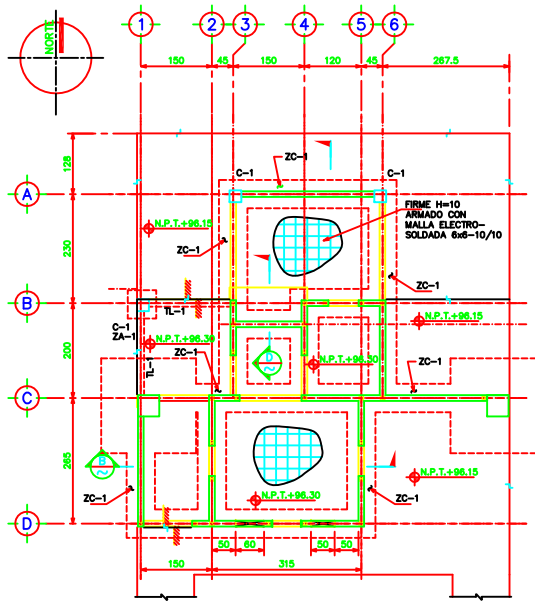 NORTE
1 2 3 4 5 6
150 45 150 120 45 267.5
128
230
200
265
A
B
C
D
ZC-1
C-1
C-1
FIRME H=10
ARMADO CON
MALLA ELECTRO-
SOLDADA 6x6-10/10
N.P.T.+96.15
ZC-1
ZC-1
TL-1
N.P.T.+96.15
C-1
ZA-1
N.P.T.+96.30
TL-1
ZC-1
N.P.T.+96.30
ZC-1
B
N.P.T.+96.15
ZC-1
N.P.T.+96.30
ZC-1
50 60 50 50
150 315